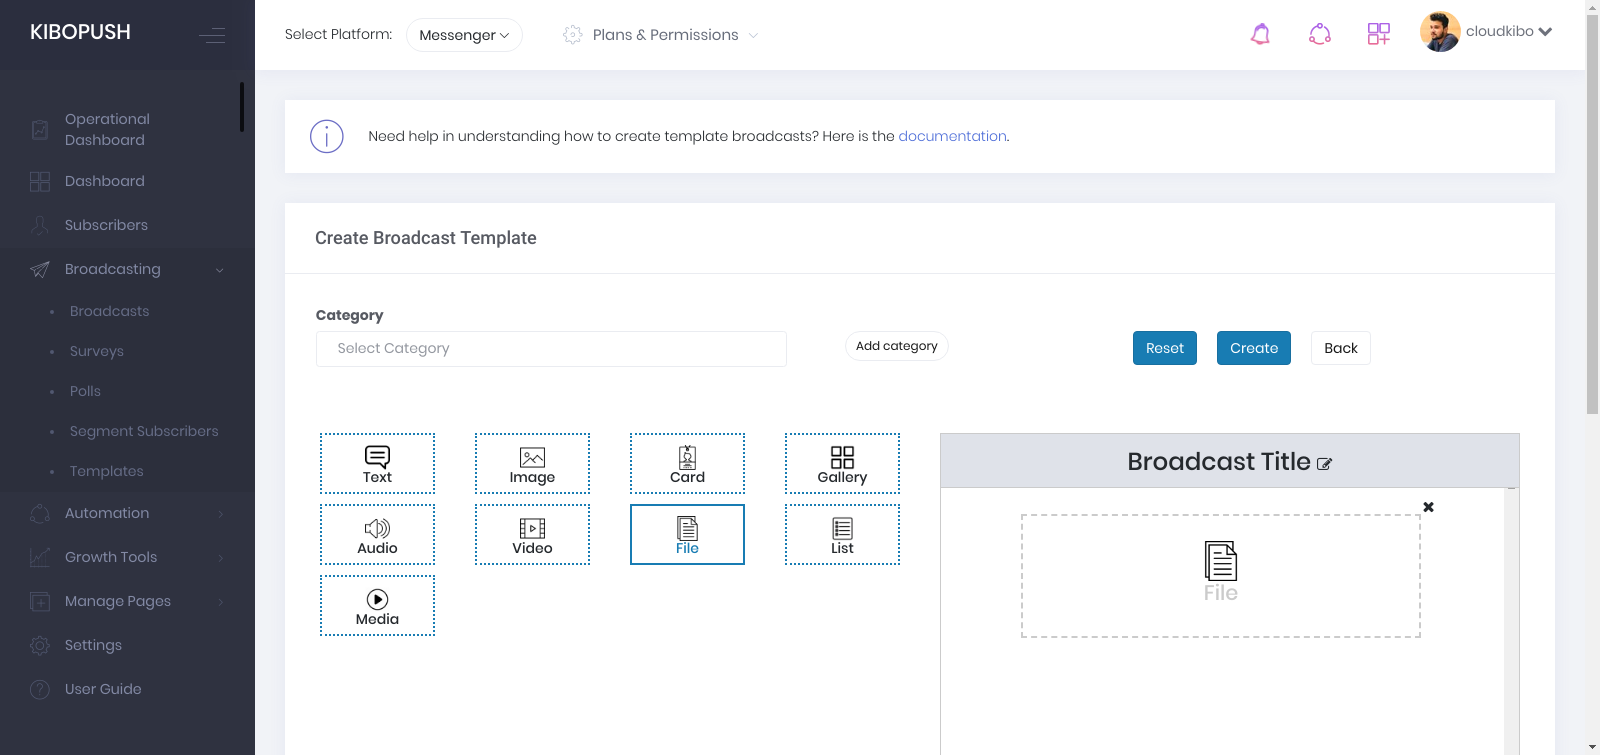 KIBOPUSH
Select Platform: Messenger
Plans & Permissions
cloudkibo
Operational
Dashboard
Dashboard
Subscribers
Broadcasting
Broadcasts
Surveys
Polls
Segment Subscribers
Templates
Automation
Growth Tools
Manage Pages
Settings
User Guide
Need help in understanding how to create template broadcasts? Here is the documentation.
Create Broadcast Template
Category
Select Category
Add category
Reset
Create
Back
Text
Image
Card
Gallery
Audio
Video
File
List
Media
Broadcast Title
File